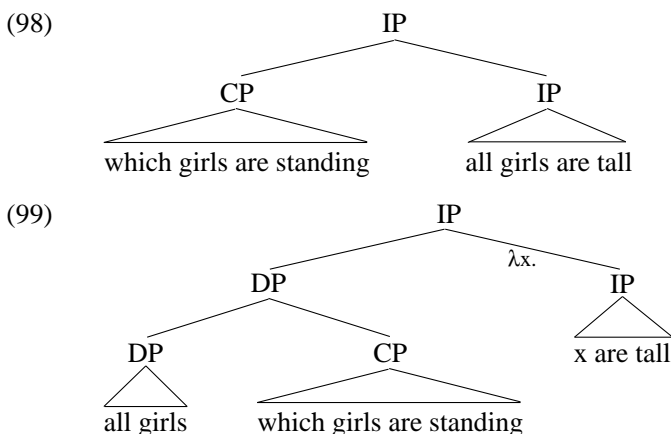 (98) IP
CP IP
which girls are standing all girls are tall
(99) IP
λx.
DP IP
DP CP x are tall
all girls which girls are standing